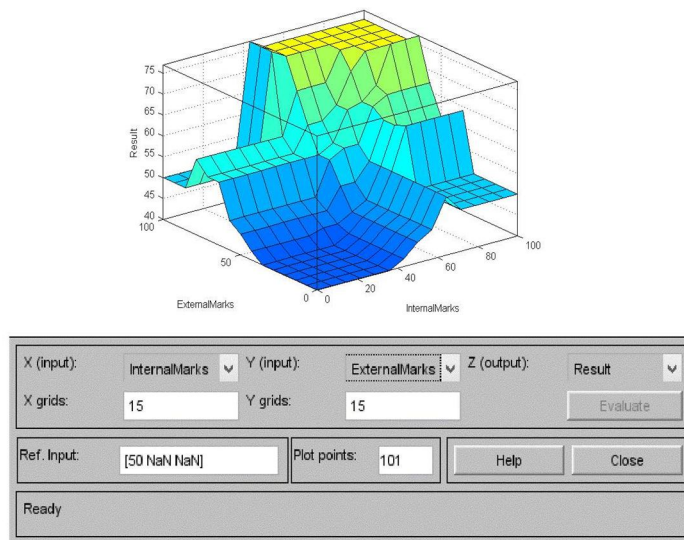 75
70
65
60
55
50
45
40
100
50
0
Result
ExternalMarks
0
20
40
60
80
100
InternalMarks
X (input): InternalMarks Y (input): ExternalMarks Z (output): Result
X grids: 15 Y grids: 15 Evaluate
Ref. Input: [50 NaN NaN] Plot points: 101 Help Close
Ready